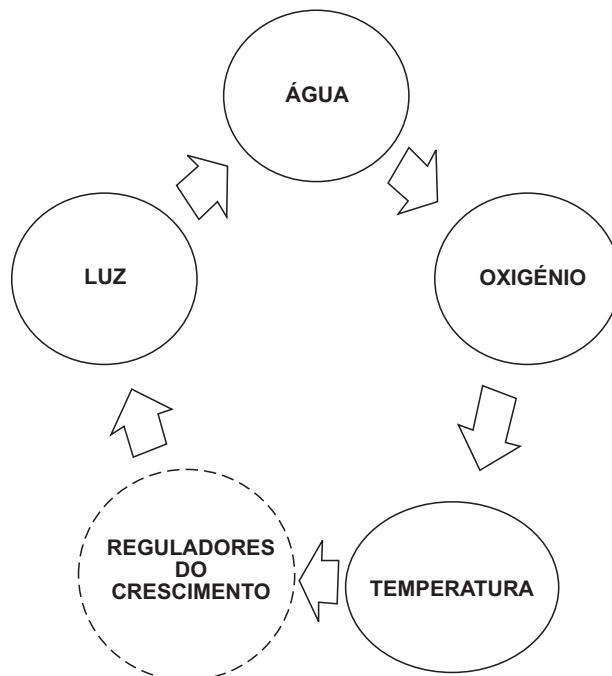 ÁGUA
LUZ
OXIGÉNIO
REGULADORES
DO
CRESCIMENTO
TEMPERATURA